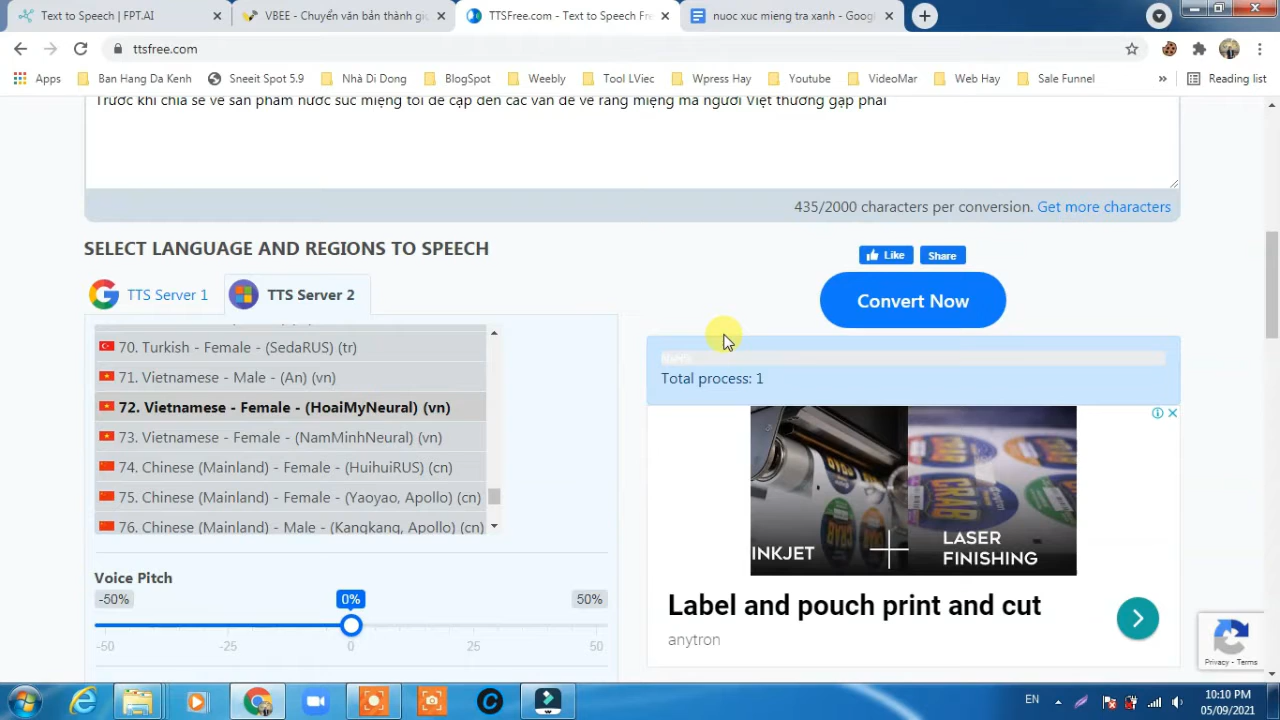 Text to Speech | FPT.AI
VBEE - Chuyển văn bản thành gi
TTSFree.com - Text to Speech Fre
nuoc xuc mieng tra xanh - Googl
ttsfree.com
Apps
Ban Hang Da Kenh
Sneeit Spot 5.9
Nhà Di Dong
BlogSpot
Weebly
Tool LViec
Wpress Hay
Youtube
VideoMar
Web Hay
Sale Funnel
»
Reading list
Trước khi chia sẻ về sản phẩm nước súc miệng tôi đề cập đến các vấn đề về răng miệng mà người Việt thường gặp phải
435/2000 characters per conversion. Get more characters
SELECT LANGUAGE AND REGIONS TO SPEECH
Like
Share
TTS Server 1
TTS Server 2
Convert Now
70. Turkish - Female - (SedaRUS) (tr)
71. Vietnamese - Male - (An) (vn)
72. Vietnamese - Female - (HoaiMyNeural) (vn)
73. Vietnamese - Female - (NamMinhNeural) (vn)
74. Chinese (Mainland) - Female - (HuihuiRUS) (cn)
75. Chinese (Mainland) - Female - (Yaoyao, Apollo) (cn)
76. Chinese (Mainland) - Male - (Kangkang, Apollo) (cn)
Total process: 1
CRAB
CRAB
INKJET
LASER
FINISHING
Label and pouch print and cut
anytron
Voice Pitch
-50%
0%
50%
-50
-25
0
25
50
Privacy - Terms
EN
10:10 PM
05/09/2021